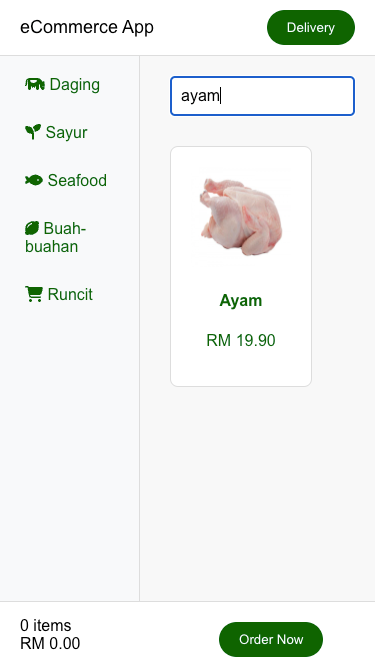 eCommerce App
Delivery
Daging
Sayur
Seafood
Buah-
buahan
Runcit
ayam
Ayam
RM 19.90
0 items
RM 0.00
Order Now